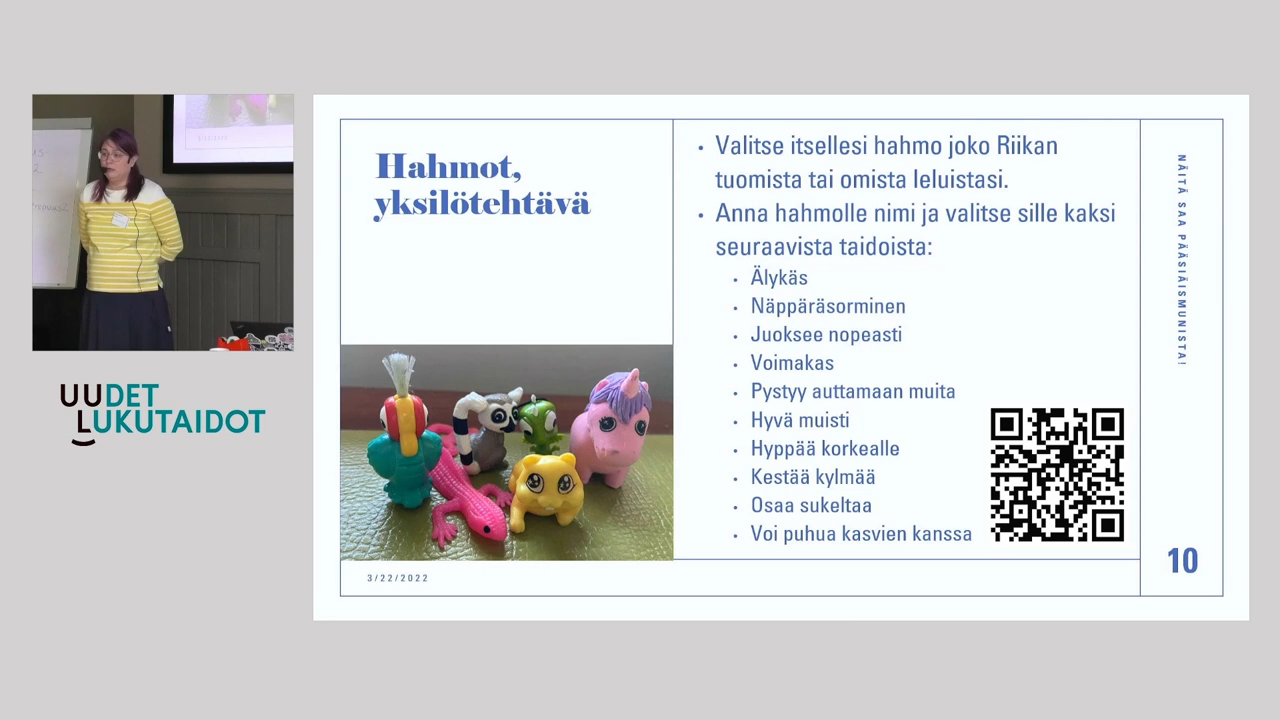 UUDET
LUKUTAIDOT
Hahmot,
yksilötehtävä
3/22/2022
• Valitse itsellesi hahmo joko Riikan
tuomista tai omista leluistasi.
• Anna hahmolle nimi ja valitse sille kaksi
seuraavista taidoista:
• Älykäs
• Näppäräsorminen
• Juoksee nopeasti
• Voimakas
• Pystyy auttamaan muita
• Hyvä muisti
• Hyppää korkealle
• Kestää kylmää
• Osaa sukeltaa
• Voi puhua kasvien kanssa
NÄITÄ SAA PÄÄSIÄISMUNISTA!
10